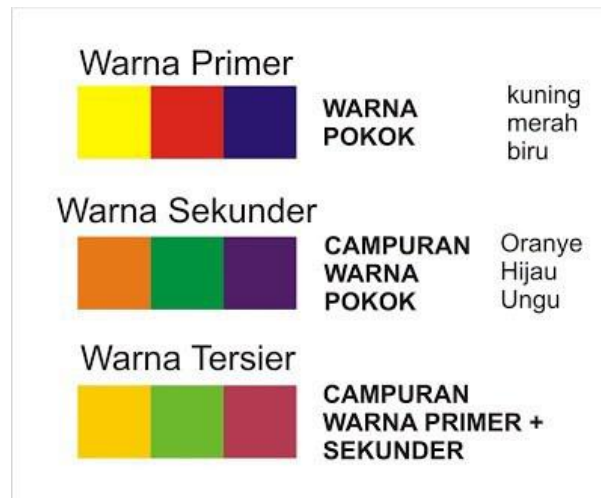 Warna Primer
WARNA
POKOK
kuning
merah
biru
Warna Sekunder
CAMPURAN
WARNA
POKOK
Oranye
Hijau
Ungu
Warna Tersier
CAMPURAN
WARNA PRIMER +
SEKUNDER